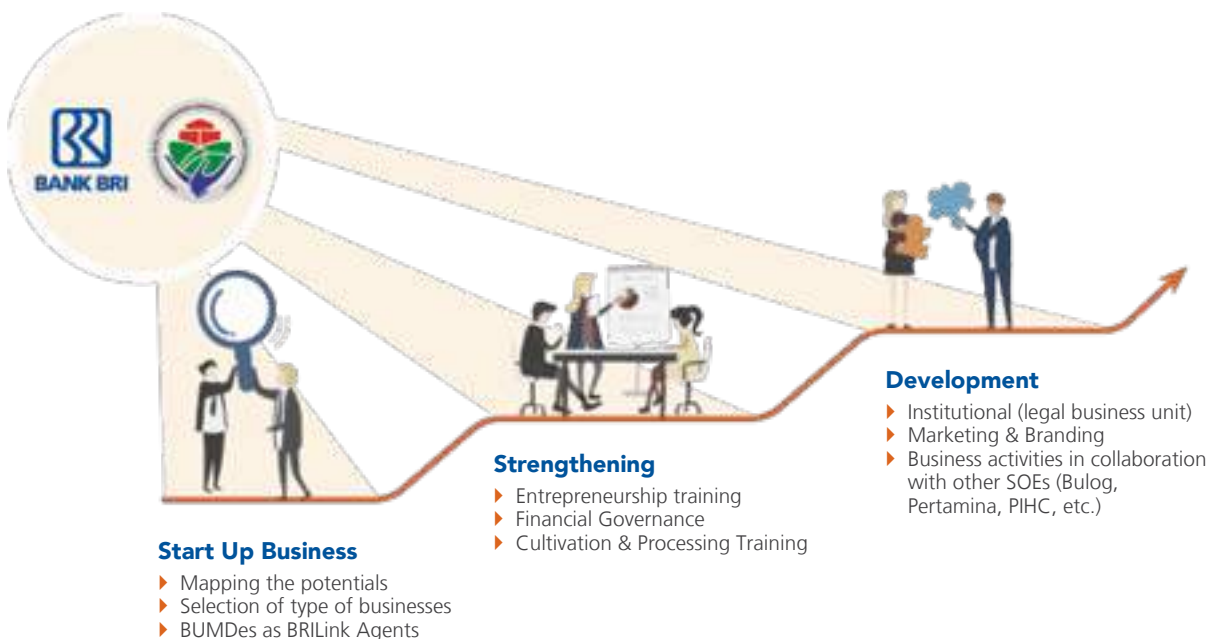 BANK BRI
Start Up Business
Mapping the potentials
Selection of type of businesses
BUMDes as BRILink Agents
Strengthening
Entrepreneurship training
Financial Governance
Cultivation & Processing Training
Development
Institutional (legal business unit)
Marketing & Branding
Business activities in collaboration
with other SOEs (Bulog,
Pertamina, PIHC, etc.)